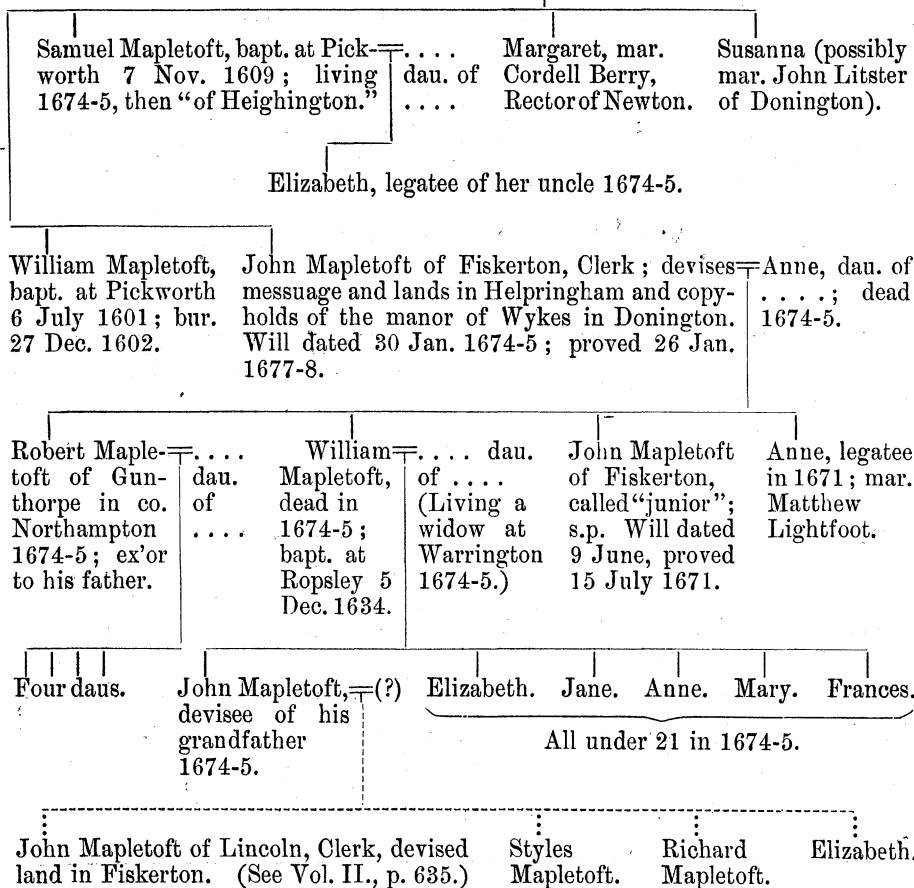 Samuel Mapletoft, bapt. at Pick-
worth 7 Nov. 1609 ; living
1674-5, then “of Heighington.”
. . . .
dau. of
. . . .
Margaret, mar.
Cordell Berry,
Rector of Newton.
Susanna (possibly
mar. John Litster
of Donington).
Elizabeth, legatee of her uncle 1674-5.
William Mapletoft,
bapt. at Pickworth
6 July 1601 ; bur.
27 Dec. 1602.
John Mapletoft of Fiskerton, Clerk ; devises
messuage and lands in Helpringham and copy-
holds of the manor of Wykes in Donington.
Will dated 30 Jan. 1674-5 ; proved 26 Jan.
1677-8.
Anne, dau. of
. . . . ; dead
1674-5.
Robert Maple-
toft of Gun-
thorpe in co.
Northampton
1674-5 ; ex'or
to his father.
. . . .
dau.
of
. . . .
William
Mapletoft,
dead in
1674-5 ;
bapt. at
Ropsley 5
Dec. 1634.
. . . . dau.
of . . . .
(Living a
widow at
Warrington
1674-5.)
John Mapletoft
of Fiskerton,
called “junior” ;
s.p. Will dated
9 June, proved
15 July 1671.
Anne, legatee
in 1671 ; mar.
Matthew
Lightfoot.
Four daus.
John Mapletoft,
devisee of his
grandfather
1674-5.
(?)
Elizabeth. Jane. Anne. Mary. Frances.
All under 21 in 1674-5.
John Mapletoft of Lincoln, Clerk, devised
land in Fiskerton. (See Vol. II., p. 635.)
Styles
Mapletoft.
Richard
Mapletoft.
Elizabeth.